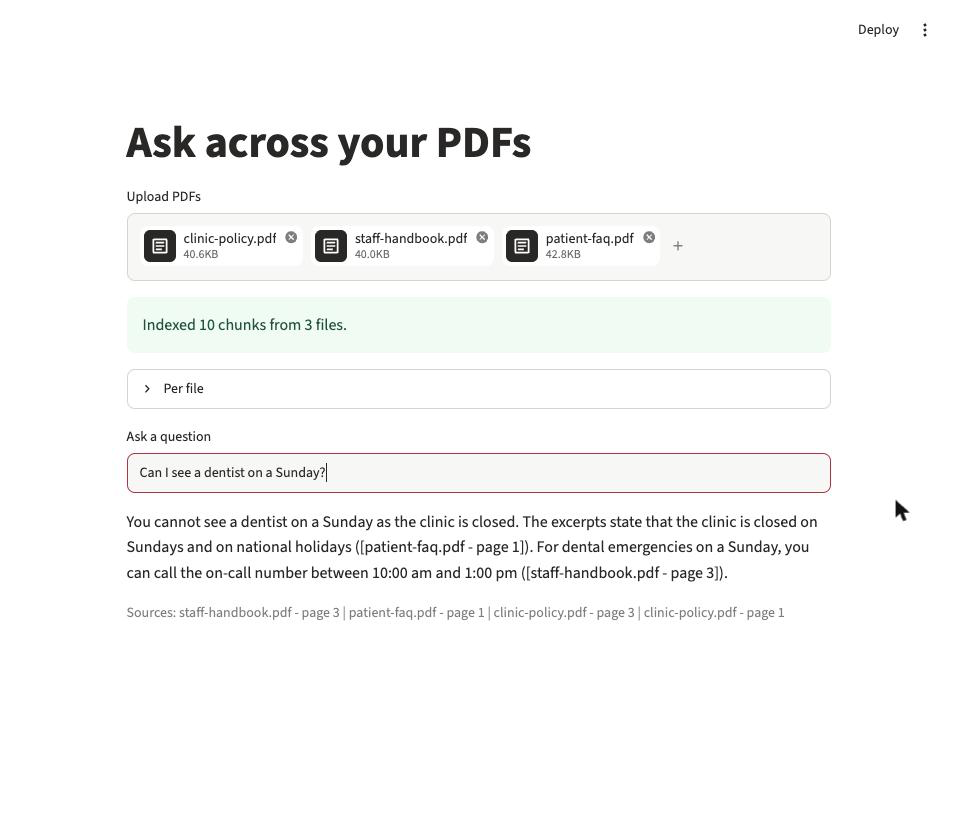 Deploy
Ask across your PDFs
Upload PDFs
clinic-policy.pdf
40.6KB
staff-handbook.pdf
40.0KB
patient-faq.pdf
42.8KB
Indexed 10 chunks from 3 files.
Per file
Ask a question
Can I see a dentist on a Sunday?
You cannot see a dentist on a Sunday as the clinic is closed. The excerpts state that the clinic is closed on
Sundays and on national holidays ([patient-faq.pdf - page 1]). For dental emergencies on a Sunday, you
can call the on-call number between 10:00 am and 1:00 pm ([staff-handbook.pdf - page 3]).
Sources: staff-handbook.pdf - page 3 | patient-faq.pdf - page 1 | clinic-policy.pdf - page 3 | clinic-policy.pdf - page 1